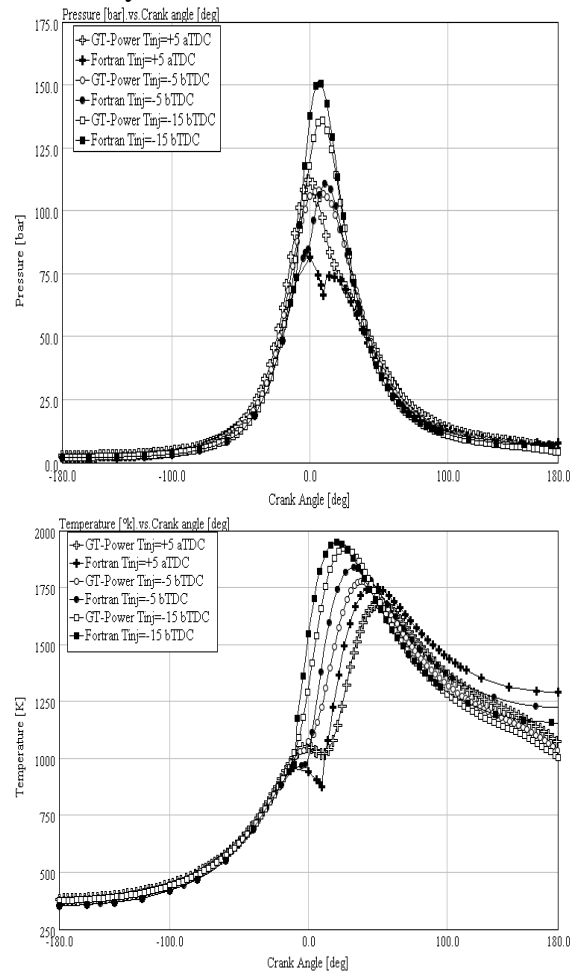 Pressure [bar].vs.Crank angle [deg]
175.0
GT-Power Tinj=+5 aTDC
Fortran Tinj=+5 aTDC
GT-Power Tinj=-5 bTDC
Fortran Tinj=-5 bTDC
GT-Power Tinj=-15 bTDC
Fortran Tinj=-15 bTDC
150.0
125.0
100.0
75.0
50.0
25.0
0.0
Pressure [bar]
-180.0 -100.0 0.0 100.0 180.0
Crank Angle [deg]
Temperature [°k].vs.Crank angle [deg]
2000
GT-Power Tinj=+5 aTDC
Fortran Tinj=+5 aTDC
GT-Power Tinj=-5 bTDC
Fortran Tinj=-5 bTDC
GT-Power Tinj=-15 bTDC
Fortran Tinj=-15 bTDC
1750
1500
1250
1000
750
500
250
Temperature [K]
-180.0 -100.0 0.0 100.0 180.0
Crank Angle [deg]